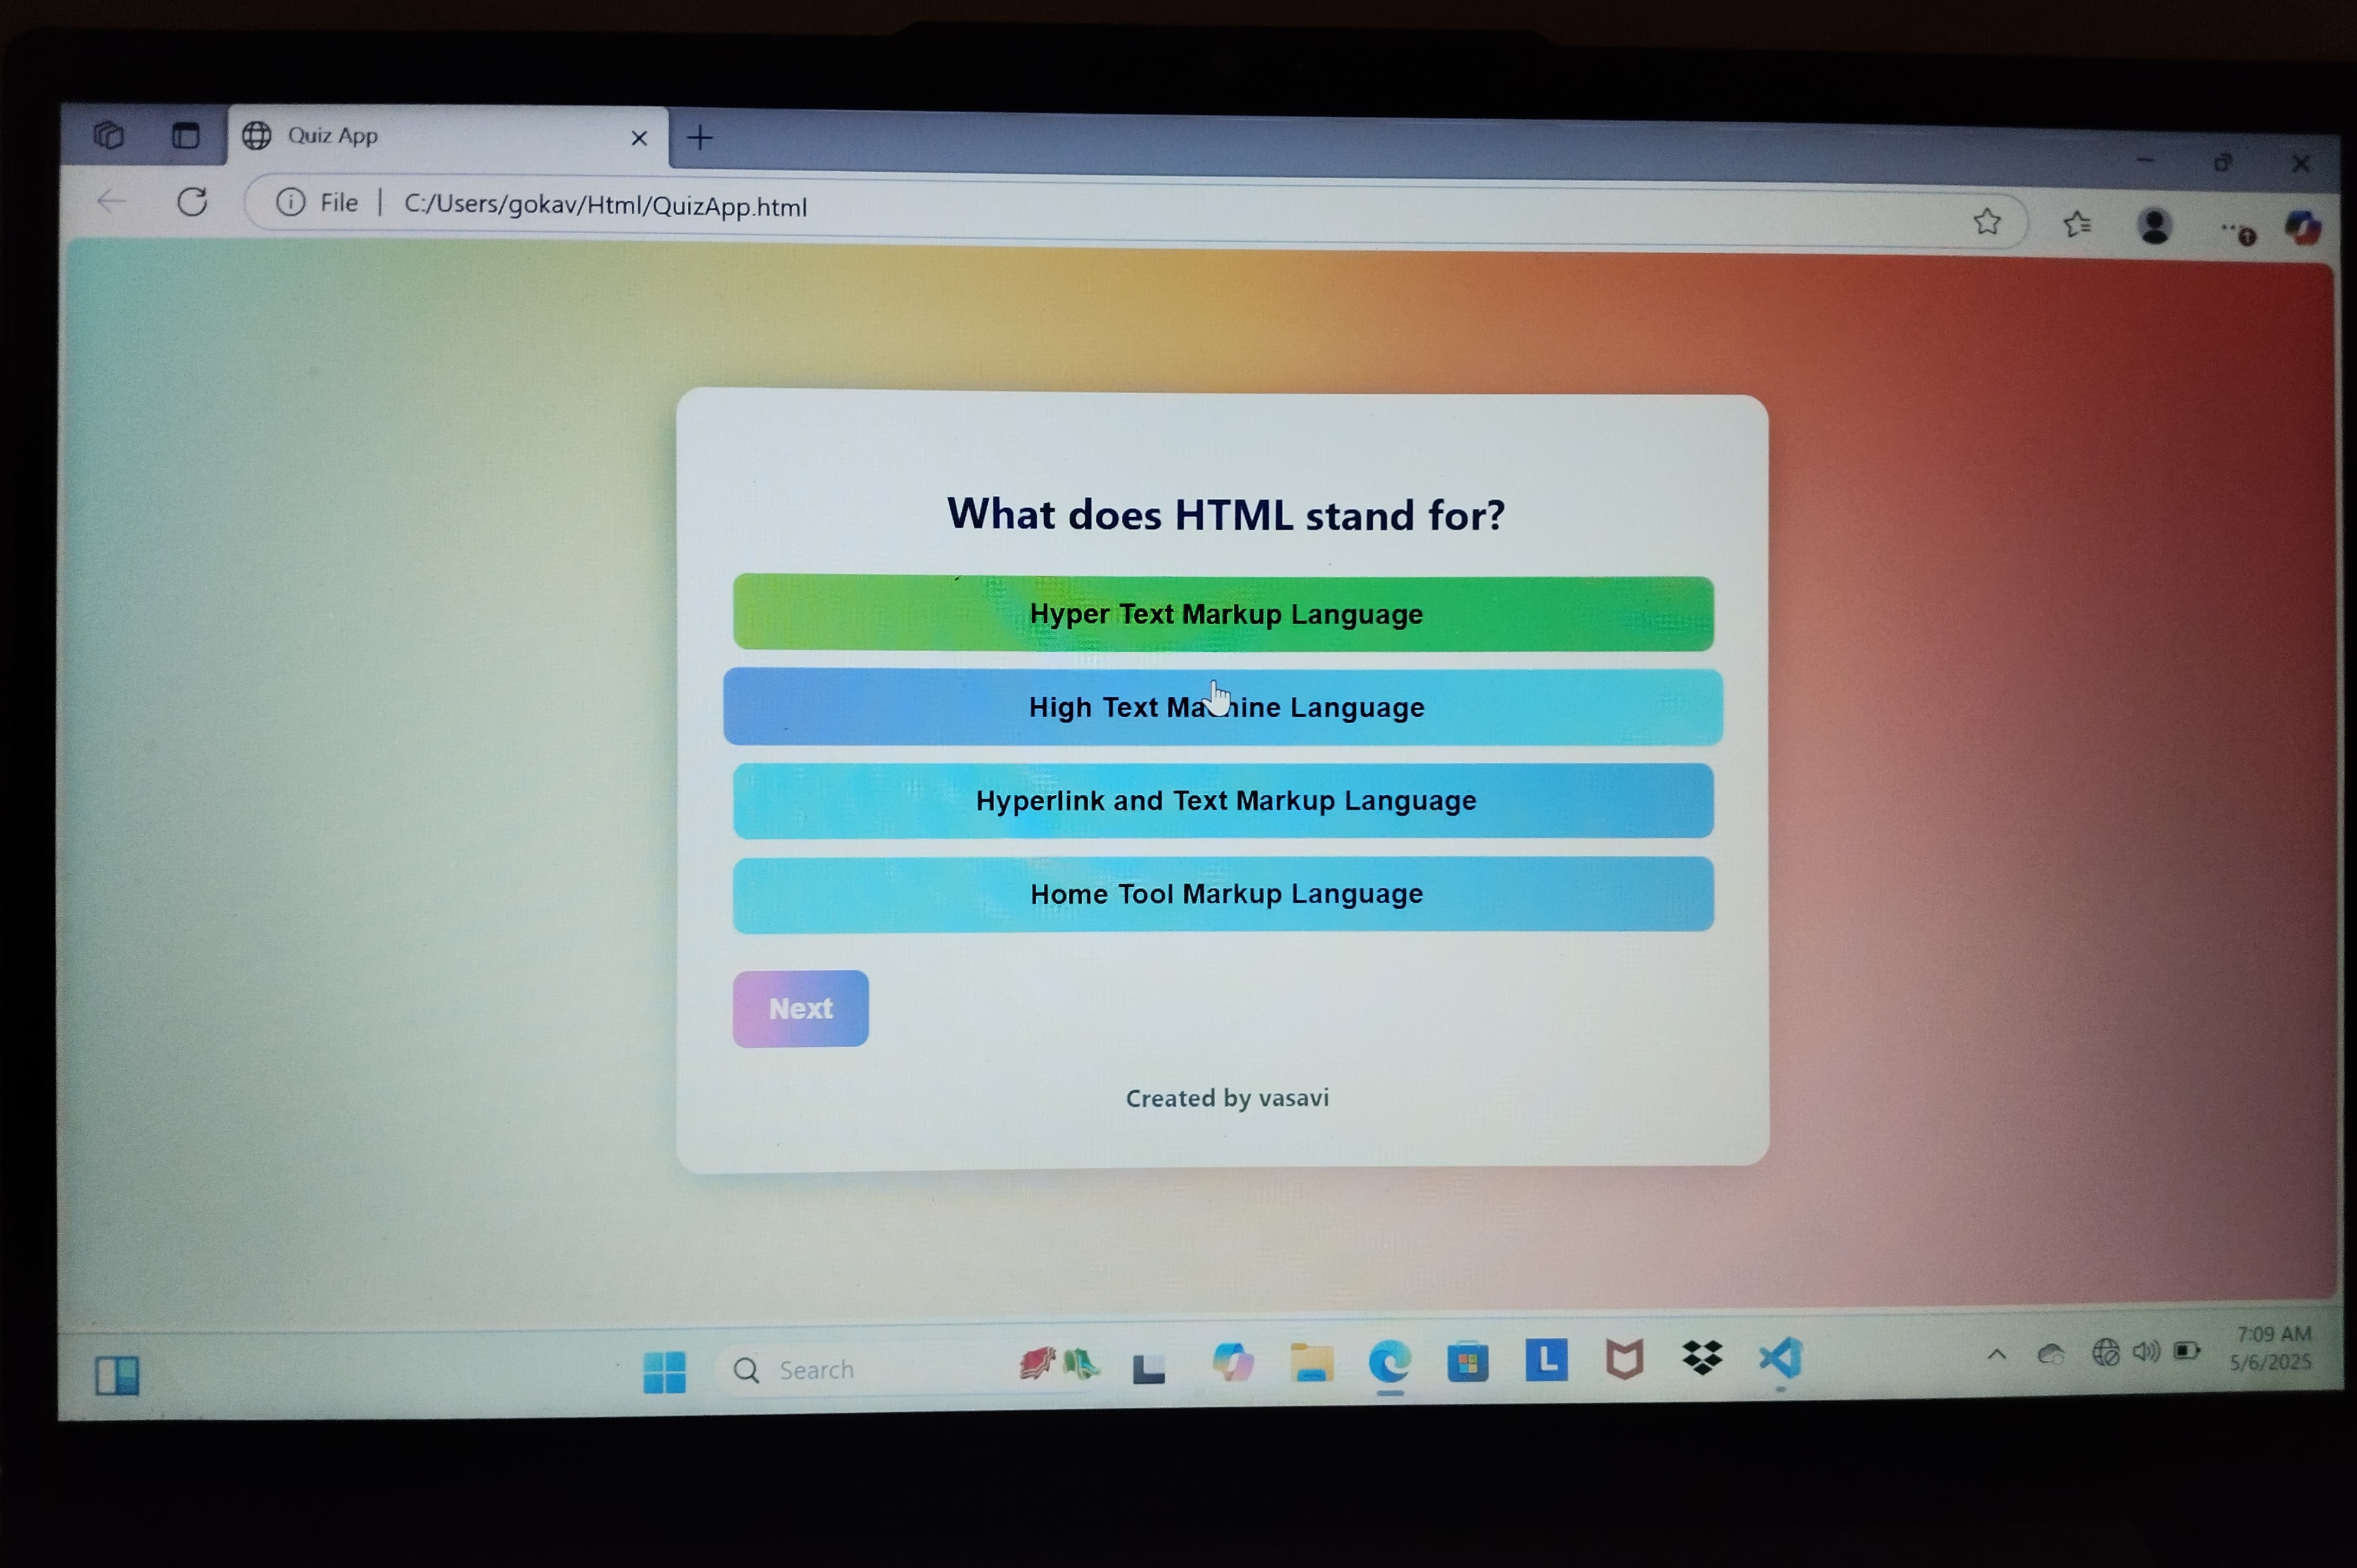 Quiz App
File | C:/Users/gokav/Html/QuizApp.html
What does HTML stand for?
Hyper Text Markup Language
High Text Machine Language
Hyperlink and Text Markup Language
Home Tool Markup Language
Next
Created by vasavi
Search
L
7:09 AM
5/6/2025